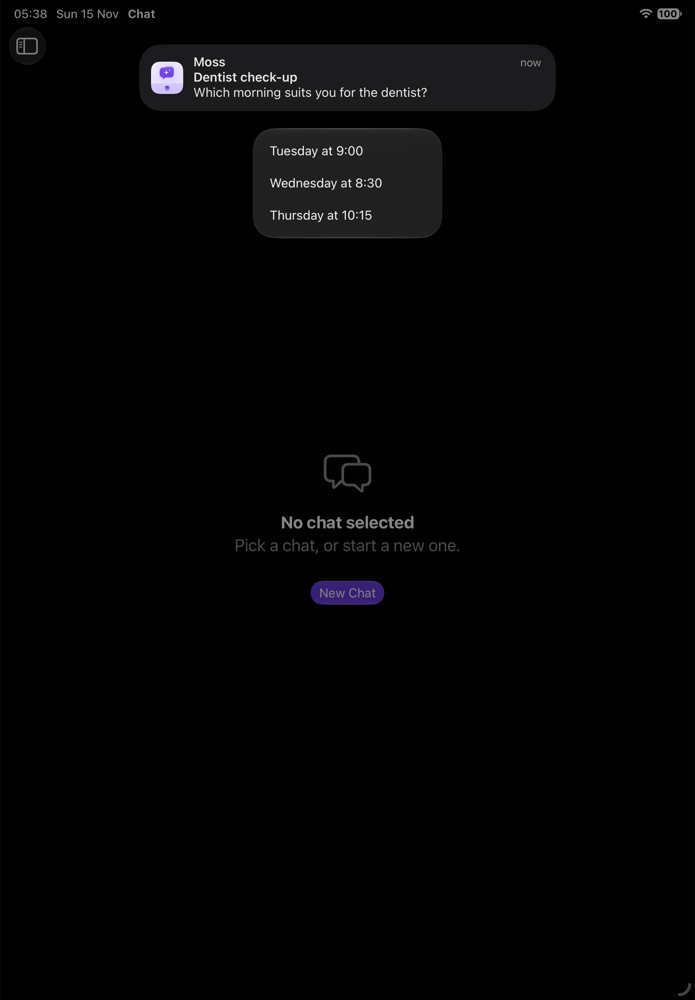 05:38 Sun 15 Nov Chat 100
Moss now
Dentist check-up
Which morning suits you for the dentist?
Tuesday at 9:00
Wednesday at 8:30
Thursday at 10:15
No chat selected
Pick a chat, or start a new one.
New Chat